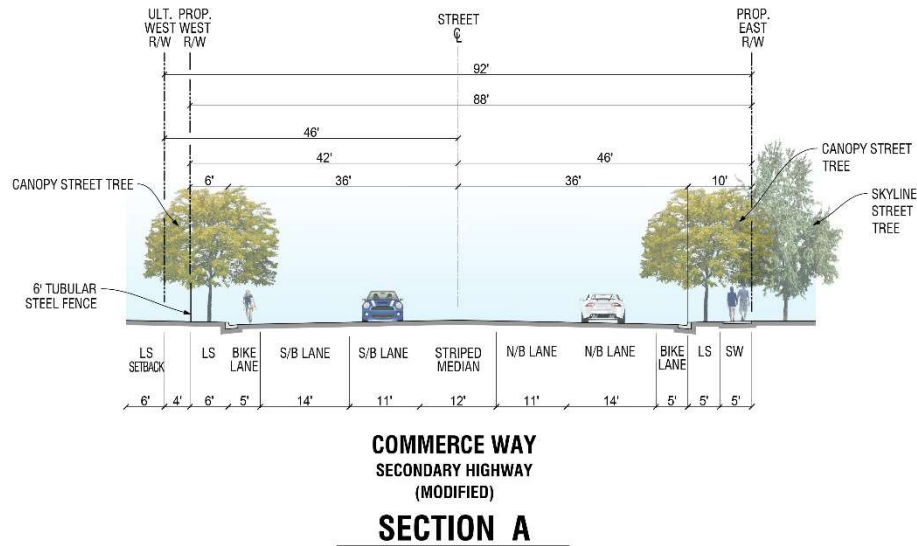 ULT. PROP.
WEST WEST
R/W R/W
STREET
℄
PROP.
EAST
R/W
92'
88'
46'
42' 46'
6' 36' 36' 10'
CANOPY STREET TREE
CANOPY STREET
TREE
SKYLINE
STREET
TREE
6' TUBULAR
STEEL FENCE
LS
SETBACK
LS
BIKE
LANE
S/B LANE
S/B LANE
STRIPED
MEDIAN
N/B LANE
N/B LANE
BIKE
LANE
LS
SW
6' 4' 6' 5' 14' 11' 12' 11' 14' 5' 5' 5'
COMMERCE WAY
SECONDARY HIGHWAY
(MODIFIED)
SECTION A